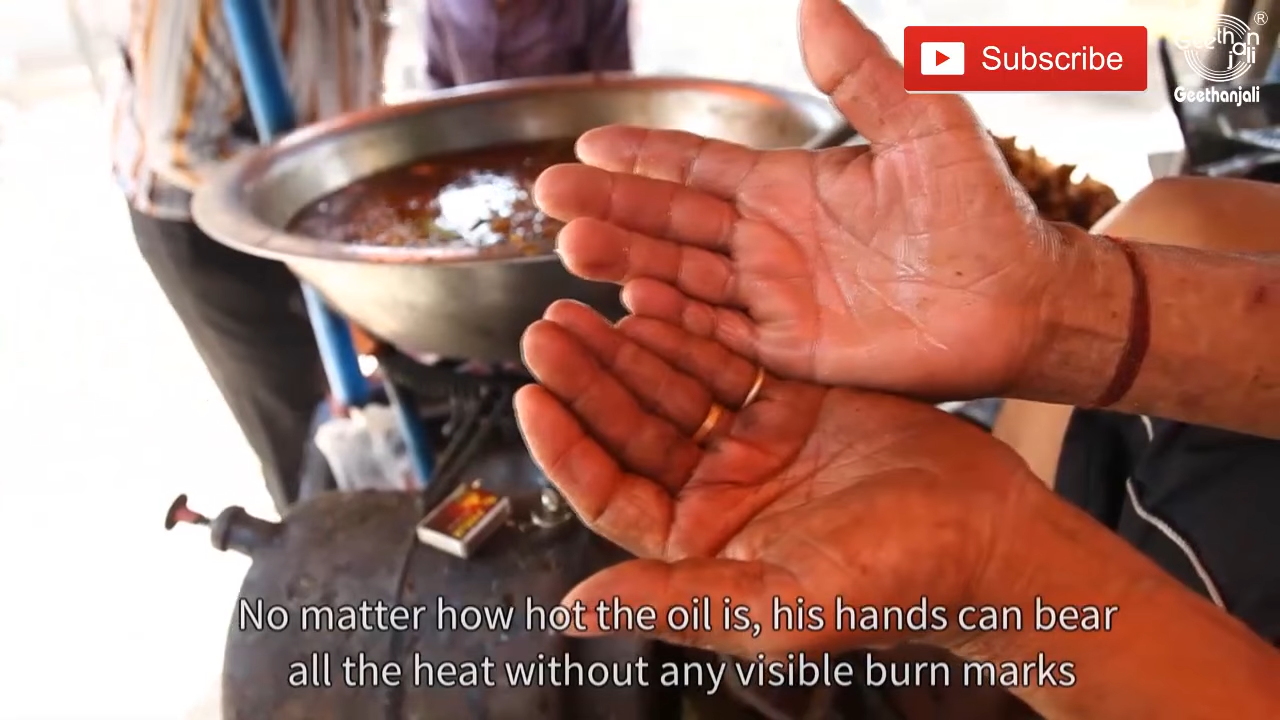 Subscribe
®
Geethanjali
Geethanjali
No matter how hot the oil is, his hands can bear
all the heat without any visible burn marks